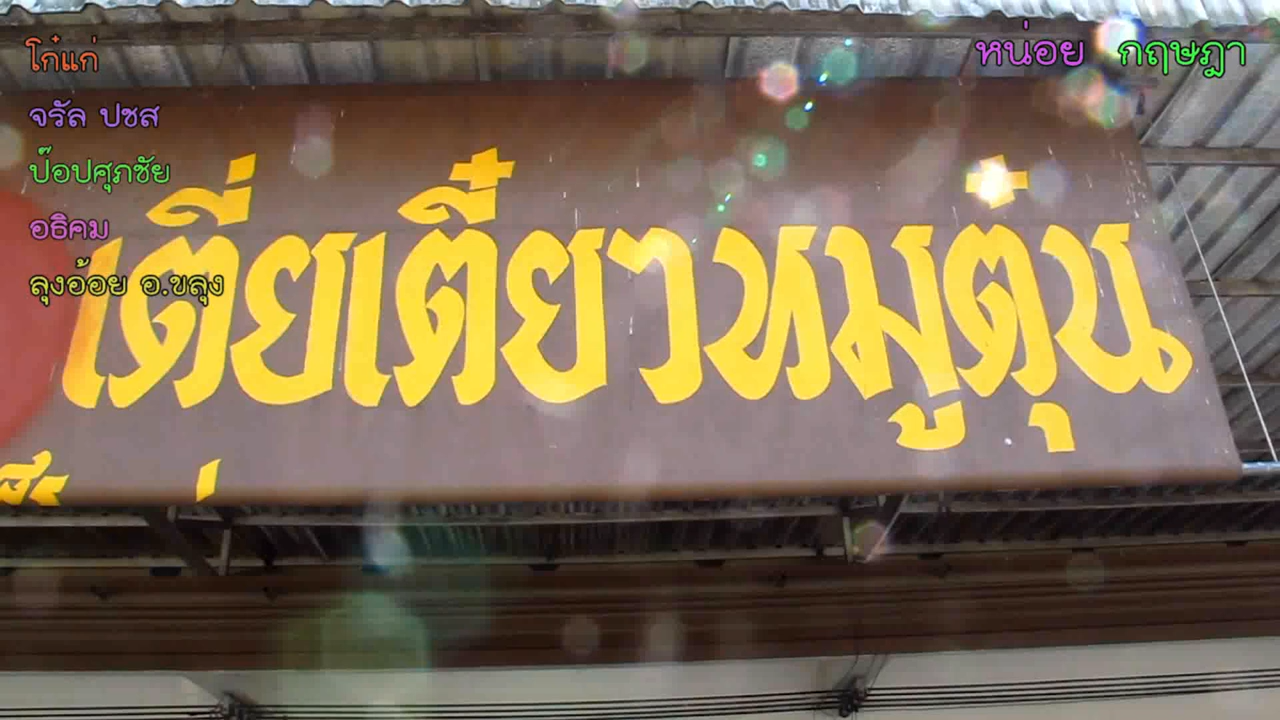 โก๋แก่
หน่อย กฤษฎา
จรัล ปชส
ป๊อปศุภชัย
อธิคม
ลุงอ้อย อ.ขลุง
เตี่ยเตี๋ยวหมูตุ๋น